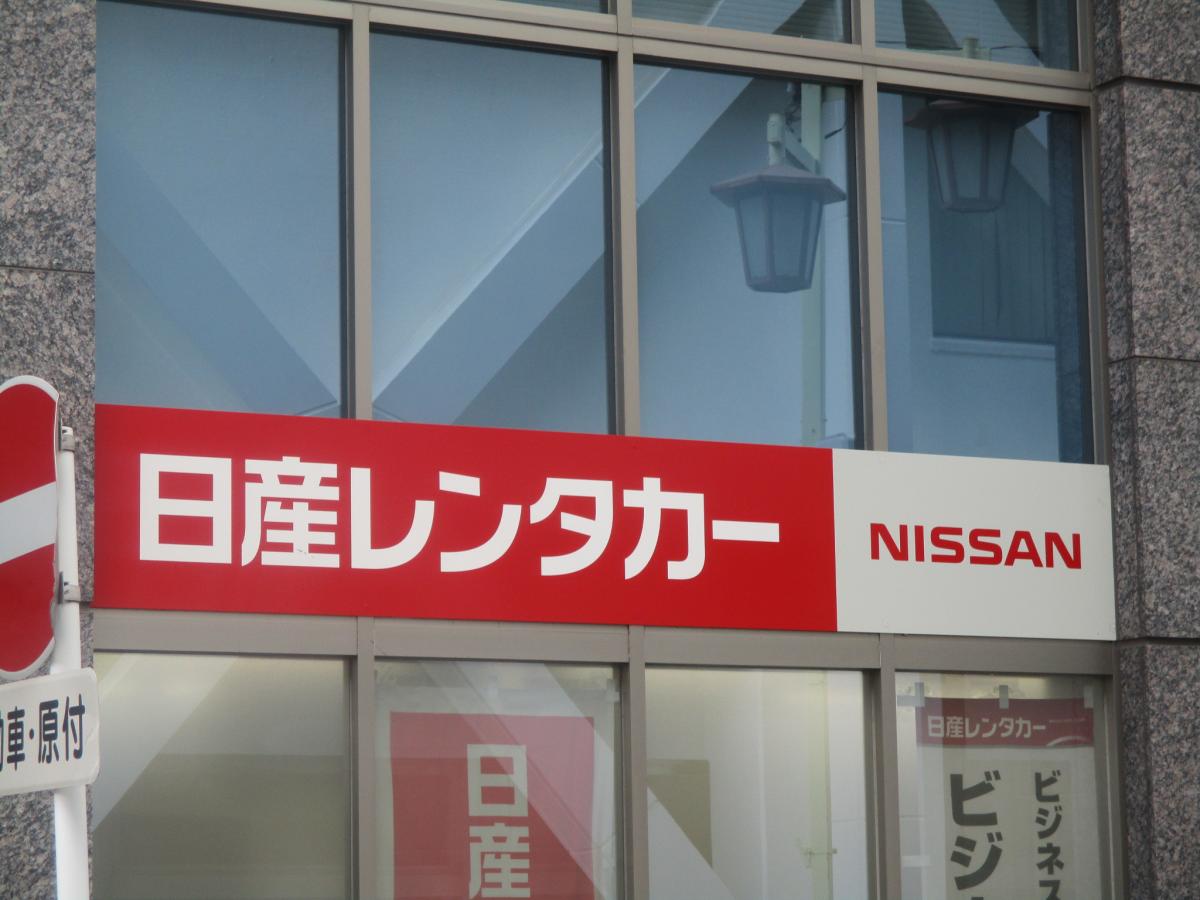 日産レンタカー
NISSAN
車・原付
日産
日産レンタカー
ビジネス
ビジ